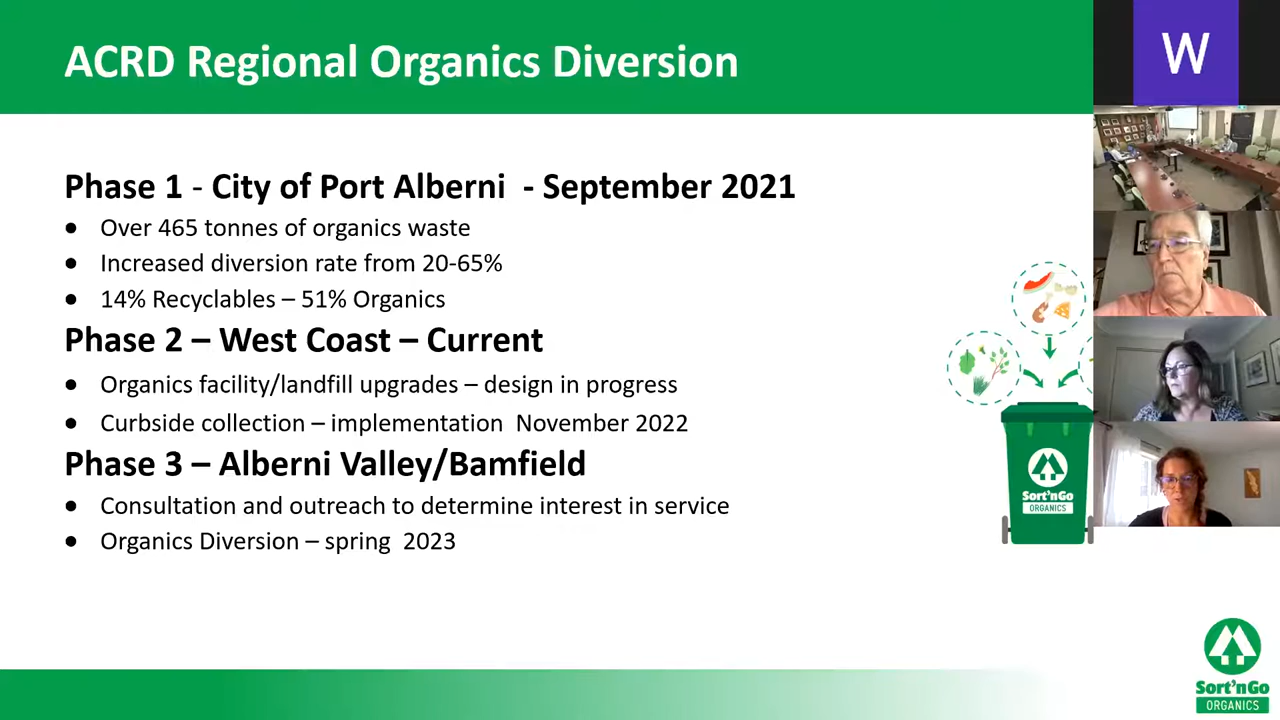 ACRD Regional Organics Diversion
W
Phase 1 - City of Port Alberni - September 2021
● Over 465 tonnes of organics waste
● Increased diversion rate from 20-65%
● 14% Recyclables – 51% Organics
Phase 2 – West Coast – Current
● Organics facility/landfill upgrades – design in progress
● Curbside collection – implementation November 2022
Phase 3 – Alberni Valley/Bamfield
● Consultation and outreach to determine interest in service
● Organics Diversion – spring 2023
Sort'nGo
ORGANICS
Sort'nGo
ORGANICS